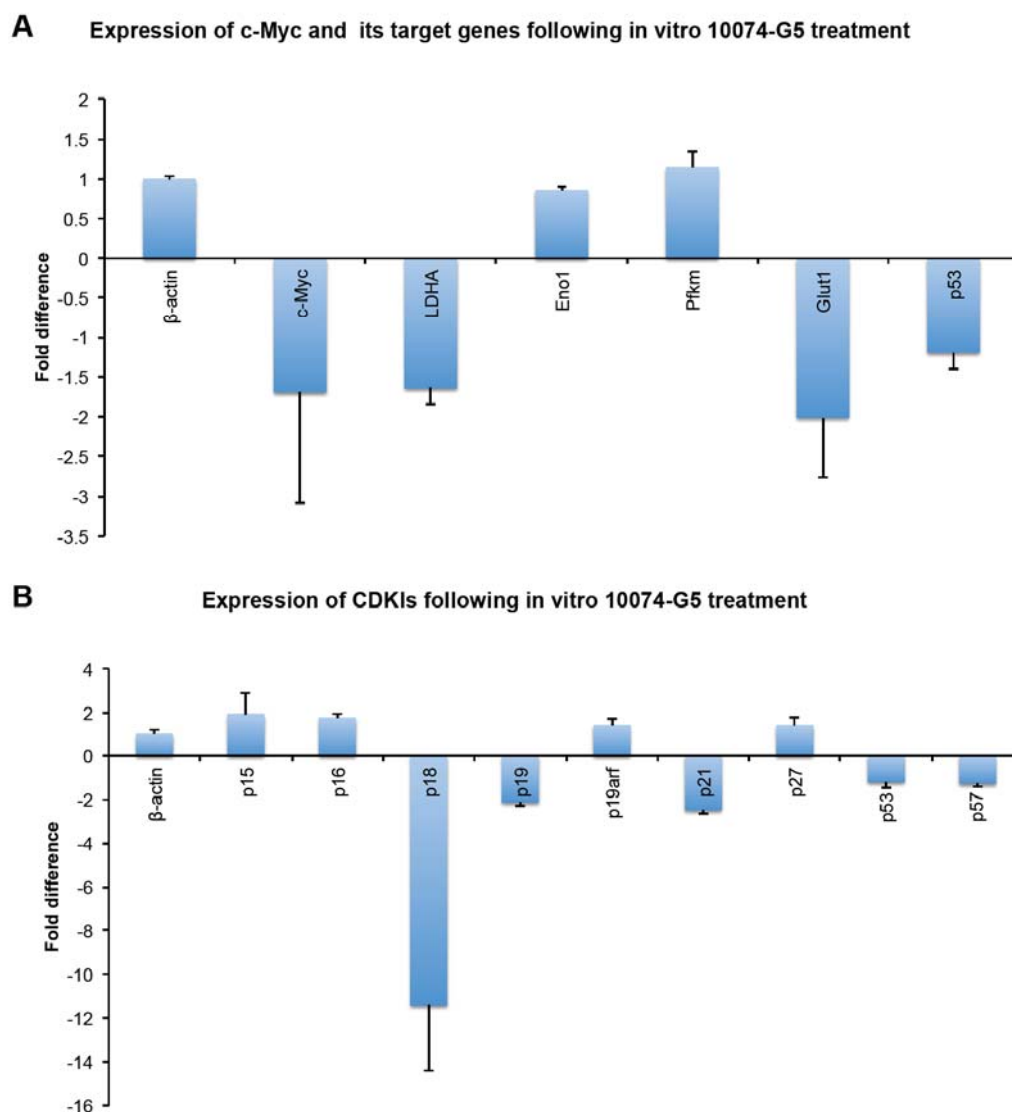 A
Expression of c-Myc and its target genes following in vitro 10074-G5 treatment
2
1.5
1
0.5
0
-0.5
-1
-1.5
-2
-2.5
-3
-3.5
Fold difference
β-actin
c-Myc
LDHA
Eno1
Pfkm
Glut1
p53
B
Expression of CDKIs following in vitro 10074-G5 treatment
4
2
0
-2
-4
-6
-8
-10
-12
-14
-16
Fold difference
β-actin
p15
p16
p18
p19
p19arf
p21
p27
p53
p57